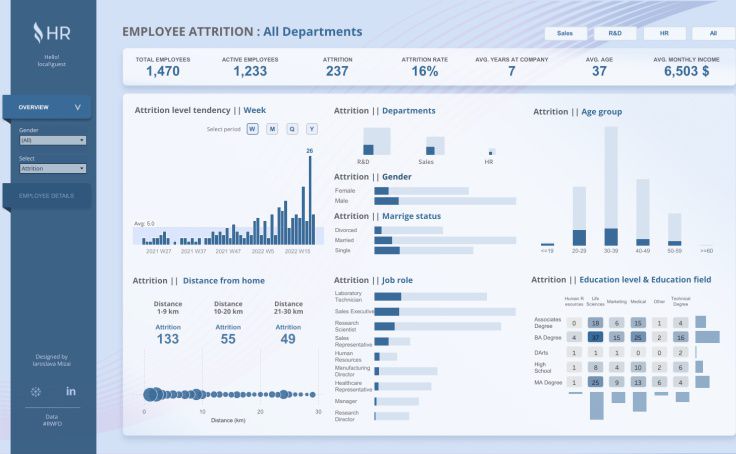 HR
EMPLOYEE ATTRITION : All Departments
Sales
R&D
HR
All
Hello!
local\guest
TOTAL EMPLOYEES
1,470
ACTIVE EMPLOYEES
1,233
ATTRITION
237
ATTRITION RATE
16%
AVG. YEARS AT COMPANY
7
AVG. AGE
37
AVG. MONTHLY INCOME
6,503 $
OVERVIEW
Gender
(All)
Select
Attrition
EMPLOYEE DETAILS
Attrition level tendency || Week
Select period W M Q Y
26
Avg. 5.0
2021 W27 2021 W37 2021 W47 2022 W5 2022 W15
Attrition || Departments
R&D Sales HR
Attrition || Gender
Female
Male
Attrition || Marrige status
Divorced
Married
Single
Attrition || Age group
<=19 20-29 30-39 40-49 50-59 >=60
Attrition || Distance from home
Distance
1-9 km
Distance
10-20 km
Distance
21-30 km
Attrition
133
Attrition
55
Attrition
49
0 10 20 30
Distance (km)
Attrition || Job role
Laboratory
Technician
Sales Executive
Research
Scientist
Sales
Representative
Human
Resources
Manufacturing
Director
Healthcare
Representative
Manager
Research
Director
Attrition || Education level & Education field
Human R
esources
Life
Sciences
Marketing
Medical
Other
Technical
Degree
Associates
Degree
0 18 6 15 1 4
BA Degree 4 37 15 25 2 16
DArts 1 1 1 0 0 2
High
School
1 8 4 10 2 6
MA Degree 1 25 9 13 6 4
Designed by
Iaroslava Mizai
in
Data
#RWFD